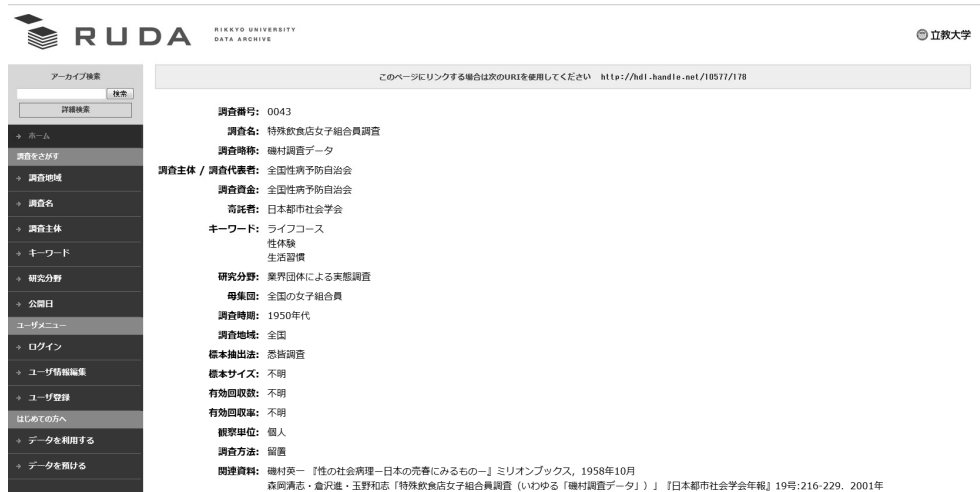 RUDA RIKKYO UNIVERSITY
DATA ARCHIVE
立教大学
アーカイブ検索
検索
詳細検索
→ ホーム
調査をさがす
→ 調査地域
→ 調査名
→ 調査主体
→ キーワード
→ 研究分野
→ 公開日
ユーザメニュー
→ ログイン
→ ユーザ情報編集
→ ユーザ登録
はじめての方へ
→ データを利用する
→ データを預ける
このページにリンクする場合は次のURIを使用してください http://hdl.handle.net/10577/178
調査番号: 0043
調査名: 特殊飲食店女子組合員調査
調査略称: 磯村調査データ
調査主体 / 調査代表者: 全国性病予防自治会
調査資金: 全国性病予防自治会
寄託者: 日本都市社会学会
キーワード: ライフコース
性体験
生活習慣
研究分野: 業界団体による実態調査
母集団: 全国の女子組合員
調査時期: 1950年代
調査地域: 全国
標本抽出法: 悉皆調査
標本サイズ: 不明
有効回収数: 不明
有効回収率: 不明
観察単位: 個人
調査方法: 留置
関連資料: 磯村英一 『性の社会病理ー日本の売春にみるものー』ミリオンブックス，1958年10月
森岡清志・倉沢進・玉野和志「特殊飲食店女子組合員調査（いわゆる「磯村調査データ」）」『日本都市社会学会年報』19号:216-229．2001年